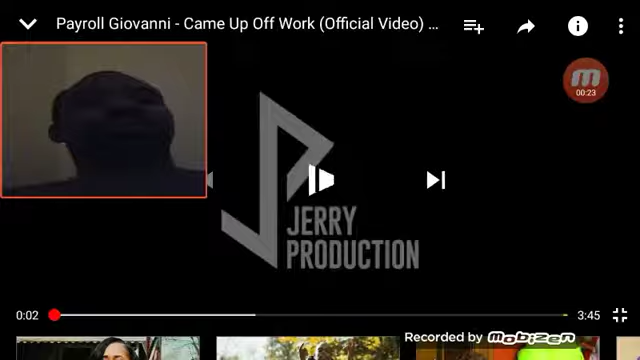 Payroll Giovanni - Came Up Off Work (Official Video) ...
00:23
JERRY
PRODUCTION
0:02
3:45
Recorded by Mobizen